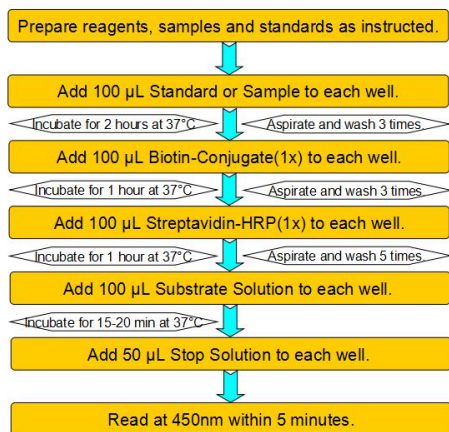 Prepare reagents, samples and standards as instructed.
Add 100 µL Standard or Sample to each well.
Incubate for 2 hours at 37°C
Aspirate and wash 3 times.
Add 100 µL Biotin-Conjugate(1x) to each well.
Incubate for 1 hour at 37°C
Aspirate and wash 3 times.
Add 100 µL Streptavidin-HRP(1x) to each well.
Incubate for 1 hour at 37°C
Aspirate and wash 5 times.
Add 100 µL Substrate Solution to each well.
Incubate for 15-20 min at 37°C
Add 50 µL Stop Solution to each well.
Read at 450nm within 5 minutes.